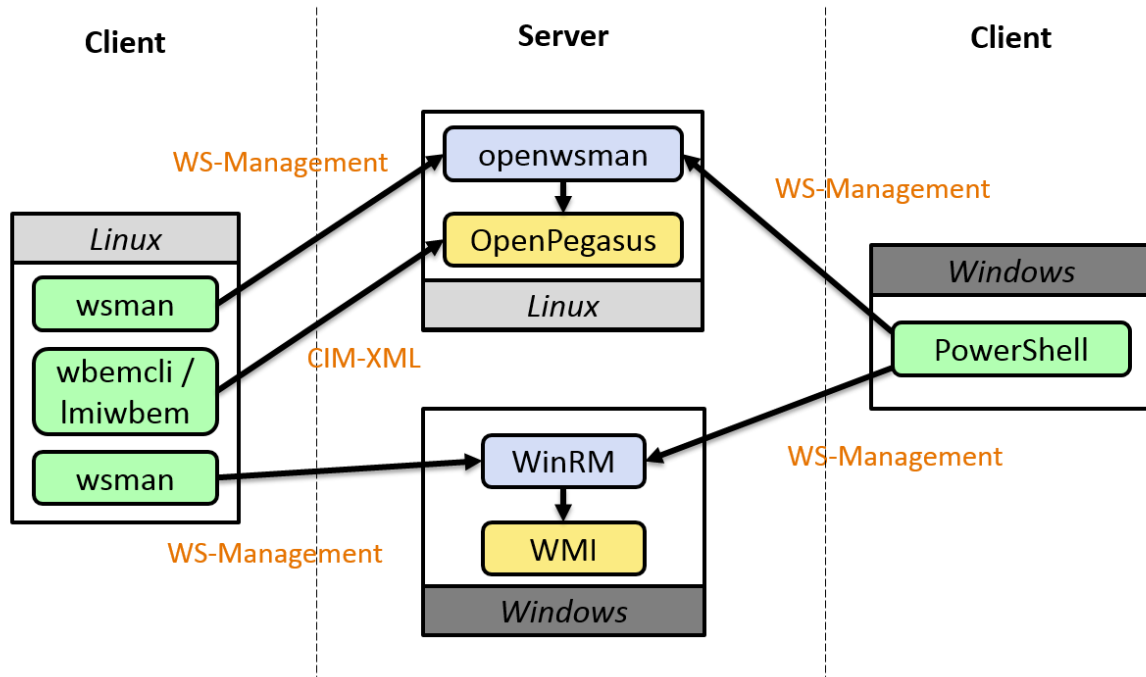 Client
Server
Client
WS-Management
openwsman
WS-Management
Linux
OpenPegasus
Windows
wsman
Linux
PowerShell
CIM-XML
wbemcli /
lmiwbem
WinRM
WS-Management
wsman
WS-Management
WMI
Windows